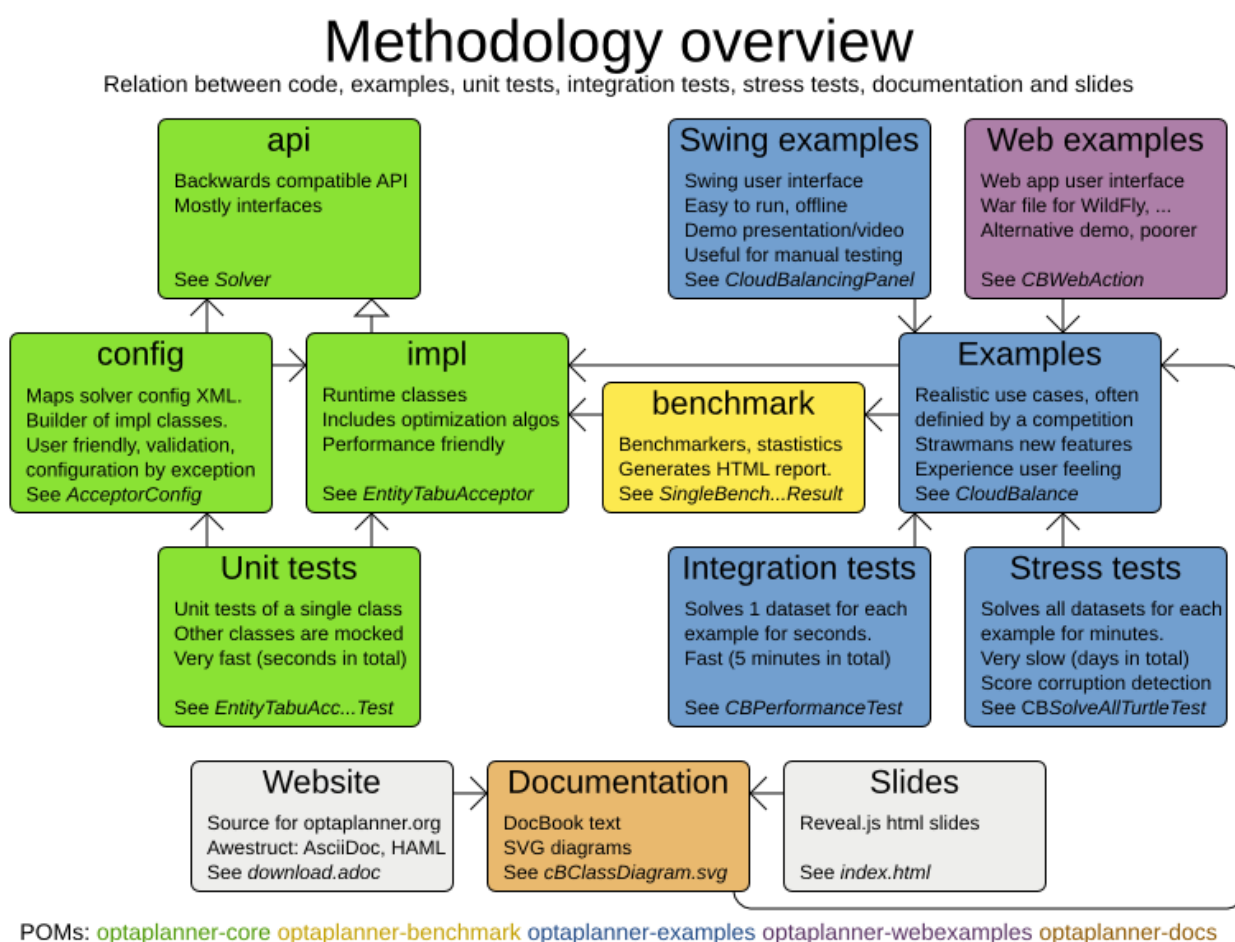 Methodology overview
Relation between code, examples, unit tests, integration tests, stress tests, documentation and slides
api
Backwards compatible API
Mostly interfaces
See Solver
Swing examples
Swing user interface
Easy to run, offline
Demo presentation/video
Useful for manual testing
See CloudBalancingPanel
Web examples
Web app user interface
War file for WildFly, ...
Alternative demo, poorer
See CBWebAction
config
Maps solver config XML.
Builder of impl classes.
User friendly, validation,
configuration by exception
See AcceptorConfig
impl
Runtime classes
Includes optimization algos
Performance friendly
See EntityTabuAcceptor
benchmark
Benchmarkers, stastistics
Generates HTML report.
See SingleBench...Result
Examples
Realistic use cases, often
definied by a competition
Strawmans new features
Experience user feeling
See CloudBalance
Unit tests
Unit tests of a single class
Other classes are mocked
Very fast (seconds in total)
See EntityTabuAcc...Test
Integration tests
Solves 1 dataset for each
example for seconds.
Fast (5 minutes in total)
See CBPerformanceTest
Stress tests
Solves all datasets for each
example for minutes.
Very slow (days in total)
Score corruption detection
See CBSolveAllTurtleTest
Website
Source for optaplanner.org
Awestruct: AsciiDoc, HAML
See download.adoc
Documentation
DocBook text
SVG diagrams
See cBClassDiagram.svg
Slides
Reveal.js html slides
See index.html
POMs: optaplanner-core optaplanner-benchmark optaplanner-examples optaplanner-webexamples optaplanner-docs